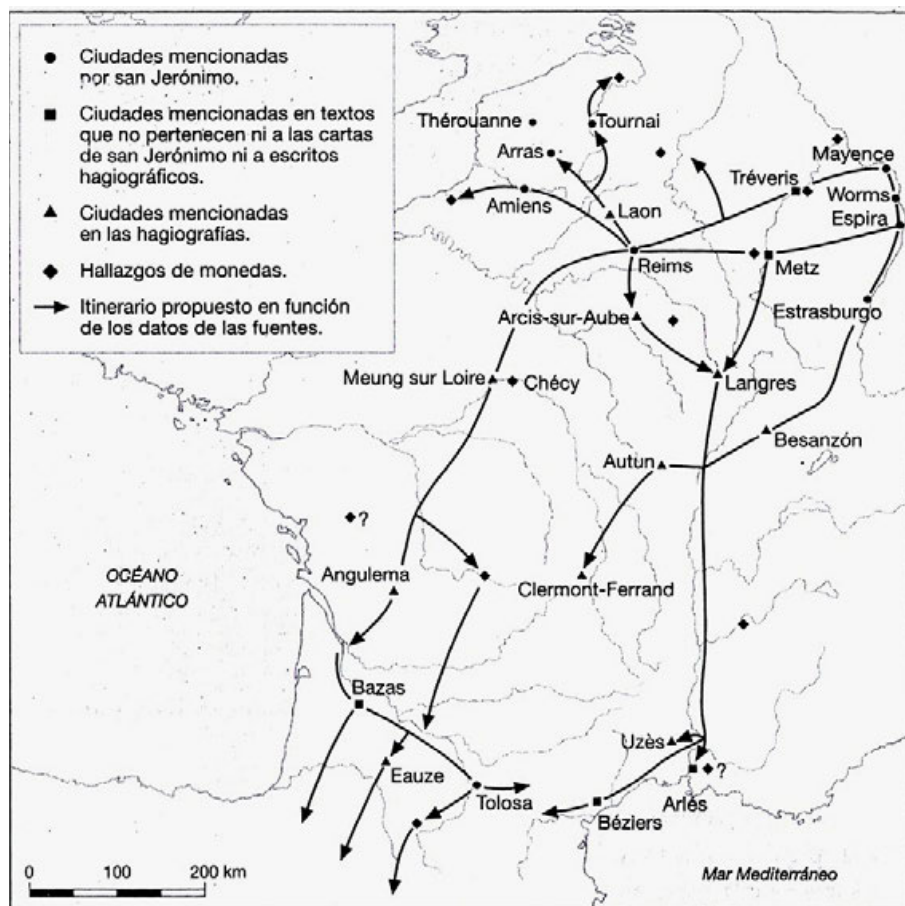 Ciudades mencionadas
por san Jerónimo.
Ciudades mencionadas en textos
que no pertenecen ni a las cartas
de san Jerónimo ni a escritos
hagiográficos.
Ciudades mencionadas
en las hagiografías.
Hallazgos de monedas.
Itinerario propuesto en función
de los datos de las fuentes.
Thérouanne
Tournai
Arras
Mayence
Tréveris
Worms
Amiens
Laon
Espira
Reims
Metz
Arcis-sur-Aube
Estrasburgo
Meung sur Loire
Chécy
Langres
Besanzón
Autun
?
OCÉANO
ATLÁNTICO
Angulema
Clermont-Ferrand
Bazas
Uzès
?
Eauze
Tolosa
Arlés
Béziers
0 100 200 km
Mar Mediterráneo